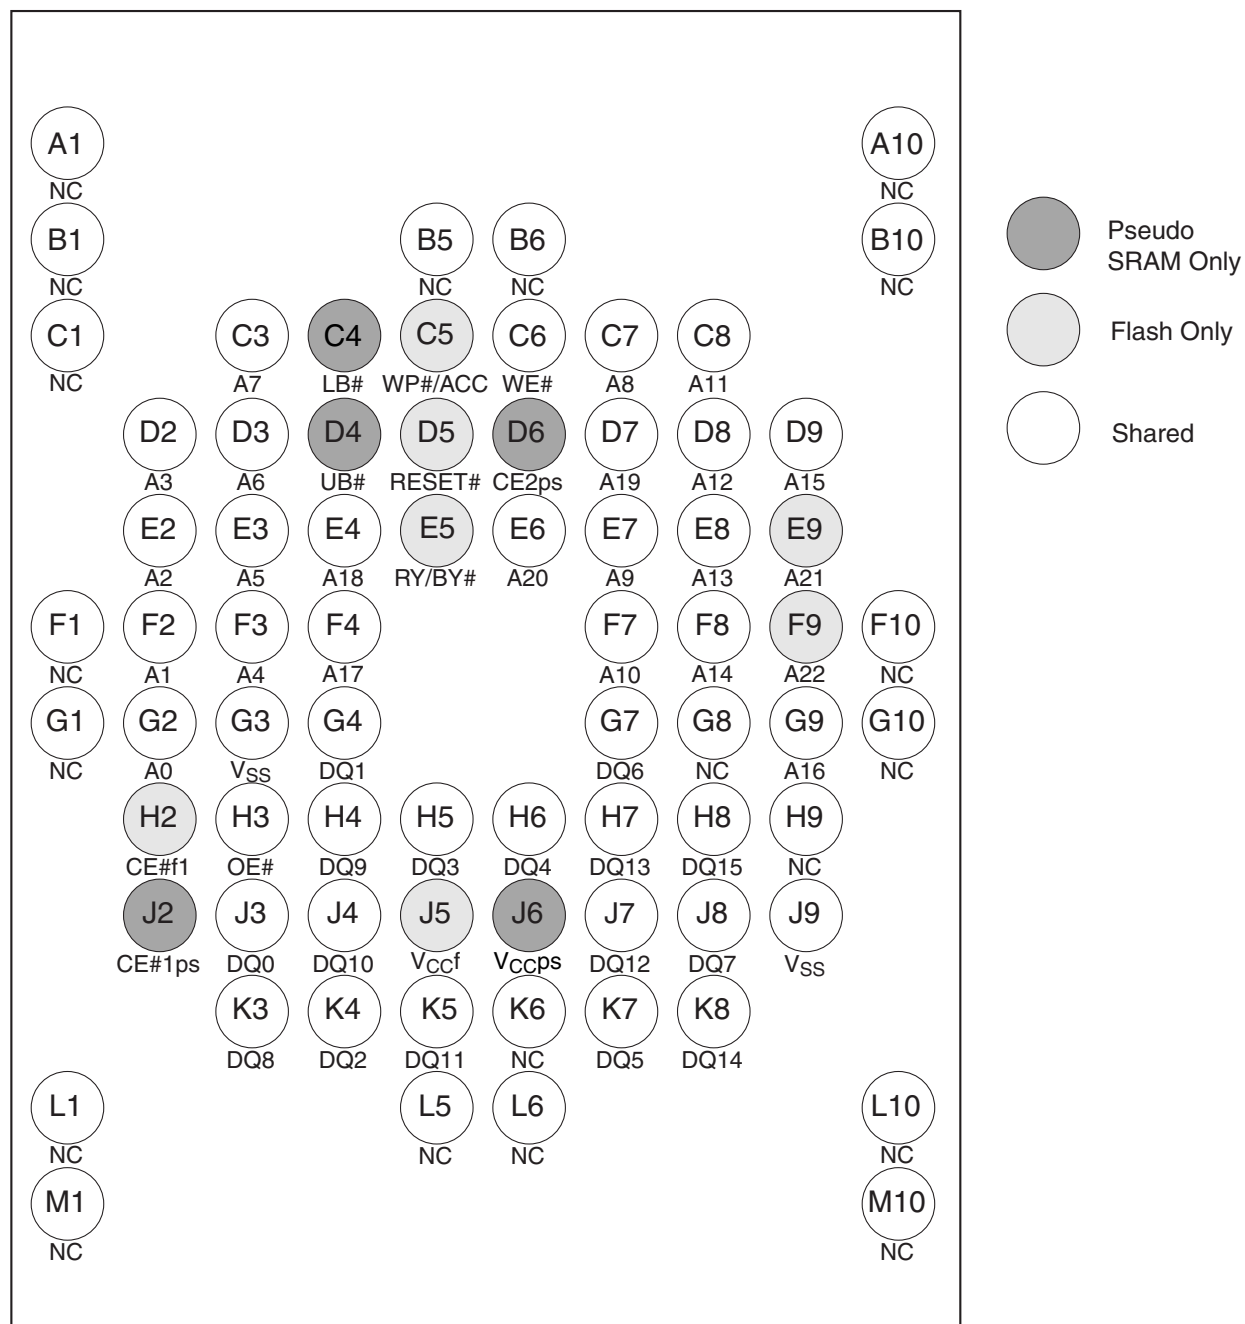 A1 A10
NC NC
B1 B5 B6 B10
NC NC NC NC
Pseudo
SRAM Only
C1 C3 C4 C5 C6 C7 C8
NC A7 LB# WP#/ACC WE# A8 A11
Flash Only
D2 D3 D4 D5 D6 D7 D8 D9
A3 A6 UB# RESET# CE2ps A19 A12 A15
Shared
E2 E3 E4 E5 E6 E7 E8 E9
A2 A5 A18 RY/BY# A20 A9 A13 A21
F1 F2 F3 F4 F7 F8 F9 F10
NC A1 A4 A17 A10 A14 A22 NC
G1 G2 G3 G4 G7 G8 G9 G10
NC A0 VSS DQ1 DQ6 NC A16 NC
H2 H3 H4 H5 H6 H7 H8 H9
CE#f1 OE# DQ9 DQ3 DQ4 DQ13 DQ15 NC
J2 J3 J4 J5 J6 J7 J8 J9
CE#1ps DQ0 DQ10 VCCf VCCps DQ12 DQ7 VSS
K3 K4 K5 K6 K7 K8
DQ8 DQ2 DQ11 NC DQ5 DQ14
L1 L5 L6 L10
NC NC NC NC
M1 M10
NC NC